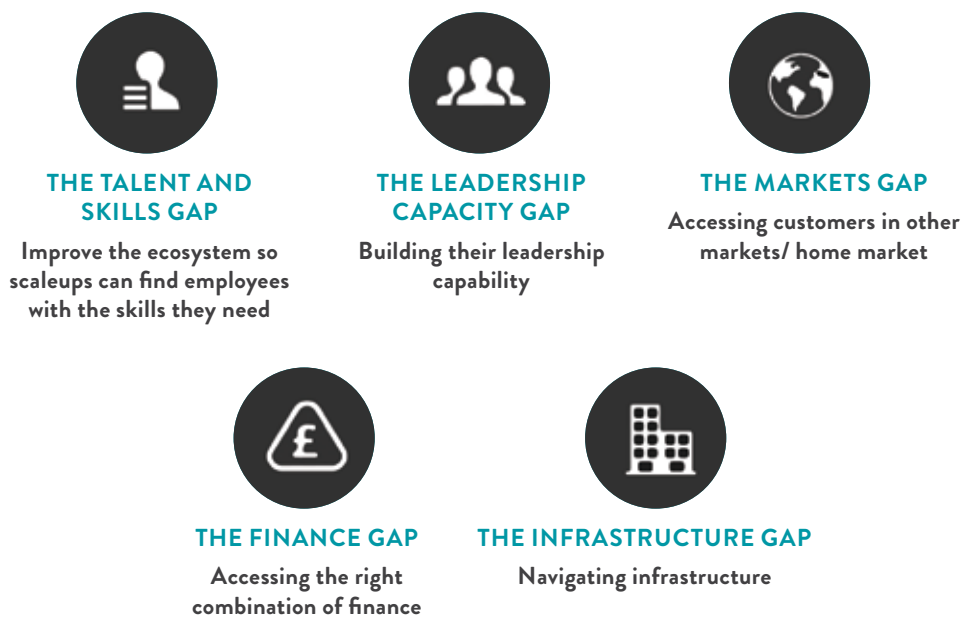 THE TALENT AND
SKILLS GAP
Improve the ecosystem so
scaleups can find employees
with the skills they need
THE LEADERSHIP
CAPACITY GAP
Building their leadership
capability
THE MARKETS GAP
Accessing customers in other
markets/ home market
£
THE FINANCE GAP
Accessing the right
combination of finance
THE INFRASTRUCTURE GAP
Navigating infrastructure